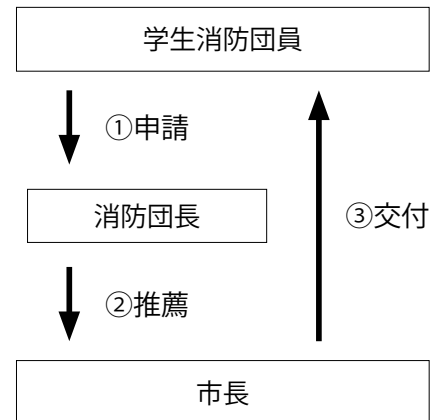 学生消防団員
①申請
消防団長
③交付
②推薦
市長